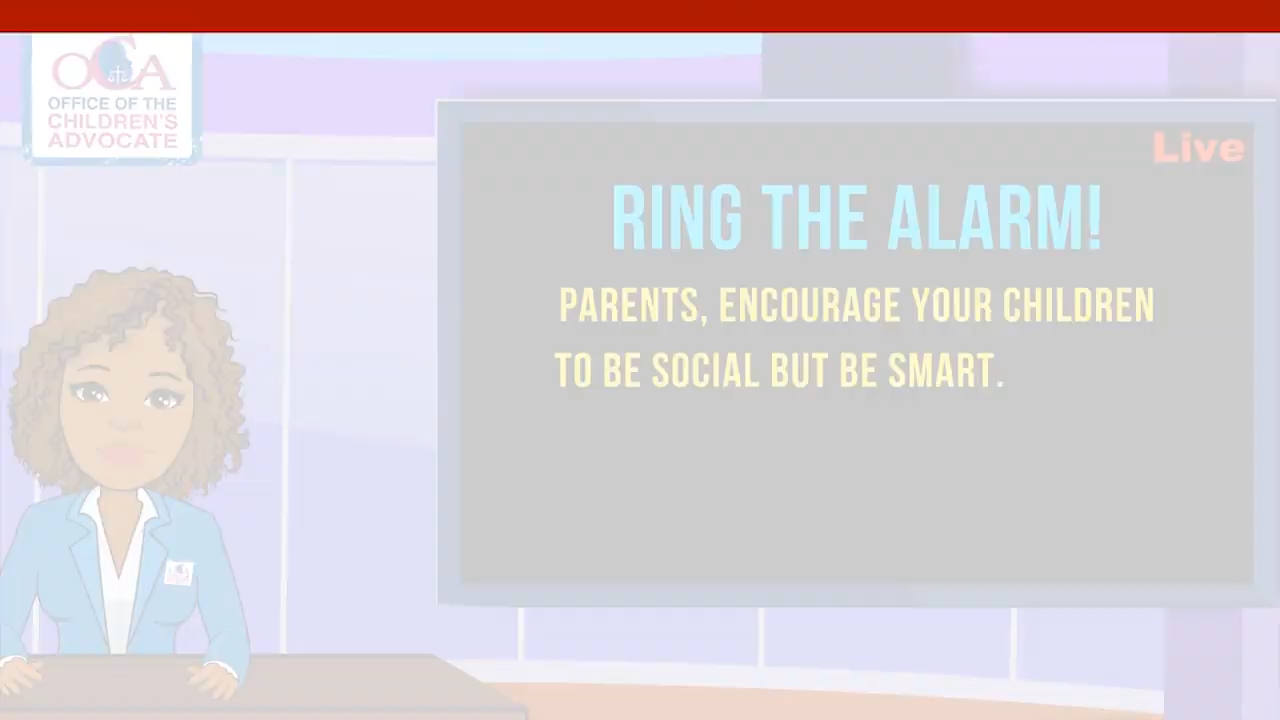 OCA
OFFICE OF THE
CHILDREN'S
ADVOCATE
Live
RING THE ALARM!
PARENTS, ENCOURAGE YOUR CHILDREN
TO BE SOCIAL BUT BE SMART.